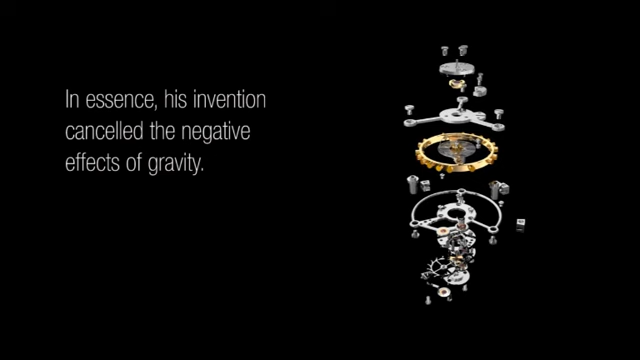 In essence, his invention
cancelled the negative
effects of gravity.